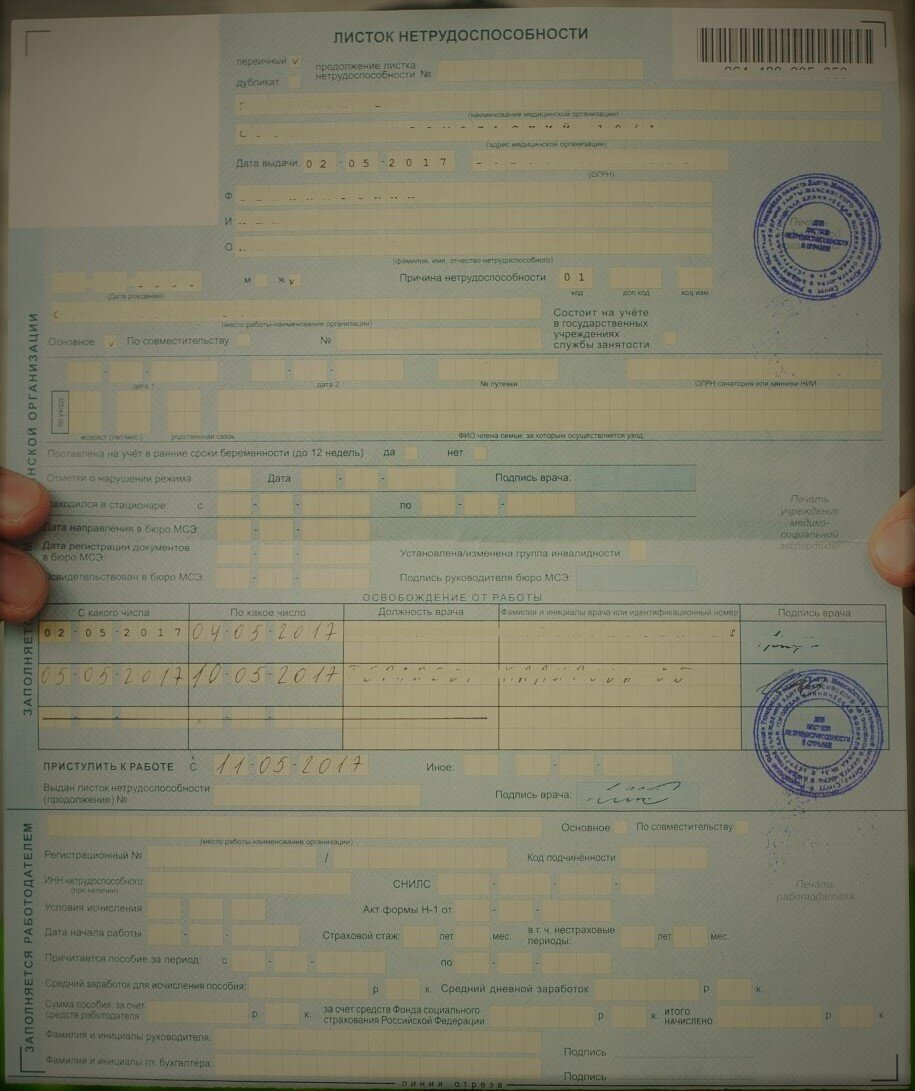 ЛИСТОК НЕТРУДОСПОСОБНОСТИ
первичный
продолжение листка
нетрудоспособности №
дубликат
(наименование медицинской организации)
(адрес медицинской организации)
Дата выдачи 02-05-2017
(ОГРН)
Ф
И
О
(фамилия, имя, отчество нетрудоспособного)
м ж Причина нетрудоспособности 01
(Дата рождения) код доп код код изм
(место работы-наименование организации)
Состоит на учёте
в государственных
учреждениях
службы занятости
Основное По совместительству №
дата 1 дата 2 № путевки ОГРН санатория или клиники НИИ
по уходу
возраст (лет/мес.) родственная связь ФИО члена семьи, за которым осуществляется уход
Поставлена на учёт в ранние сроки беременности (до 12 недель) да нет
Отметки о нарушении режима Дата Подпись врача:
Находился в стационаре с по
Печать
учреждения
медико-
социальной
экспертизы
Дата направления в бюро МСЭ:
Дата регистрации документов
в бюро МСЭ:
Установлена/изменена группа инвалидности
Освидетельствован в бюро МСЭ: Подпись руководителя бюро МСЭ:
ОСВОБОЖДЕНИЕ ОТ РАБОТЫ
С какого числа По какое число Должность врача Фамилия и инициалы врача или идентификационный номер Подпись врача
02-05-2017 04-05-2017
05-05-2017 10-05-2017
ДЛЯ
ЛИСТКОВ
НЕТРУДОСПОСОБНОСТИ
И СПРАВОК
ПРИСТУПИТЬ К РАБОТЕ С 11-05-2017 Иное:
Выдан листок нетрудоспособности
(продолжение) №
Подпись врача:
ЗАПОЛНЯЕТСЯ РАБОТОДАТЕЛЕМ
Основное По совместительству
(место работы-наименование организации)
Регистрационный № / Код подчинённости
ИНН нетрудоспособного
(при наличии)
СНИЛС
Печать
работодателя
Условия исчисления Акт формы Н-1 от
Дата начала работы Страховой стаж: лет мес. в т. ч. нестраховые
периоды: лет мес.
Причитается пособие за период: с по
Средний заработок для исчисления пособия: р к. Средний дневной заработок р к.
Сумма пособия: за счет
средств работодателя р к. за счет средств Фонда социального
страхования Российской Федерации р к. ИТОГО
НАЧИСЛЕНО р к.
Фамилия и инициалы руководителя:
Подпись
Фамилия и инициалы гл. бухгалтера:
Подпись
линия отреза